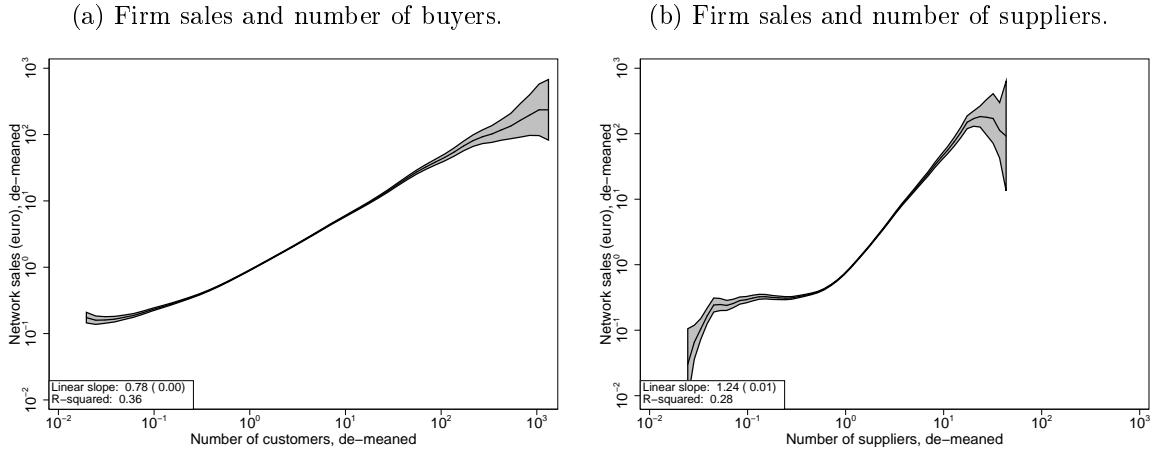 (a) Firm sales and number of buyers.
Network sales (euro), de−meaned
10³
10²
10¹
10⁰
10⁻¹
10⁻²
Linear slope: 0.78 ( 0.00)
R−squared: 0.36
10⁻² 10⁻¹ 10⁰ 10¹ 10² 10³
Number of customers, de−meaned
(b) Firm sales and number of suppliers.
Network sales (euro), de−meaned
10³
10²
10¹
10⁰
10⁻¹
10⁻²
Linear slope: 1.24 ( 0.01)
R−squared: 0.28
10⁻² 10⁻¹ 10⁰ 10¹ 10² 10³
Number of suppliers, de−meaned